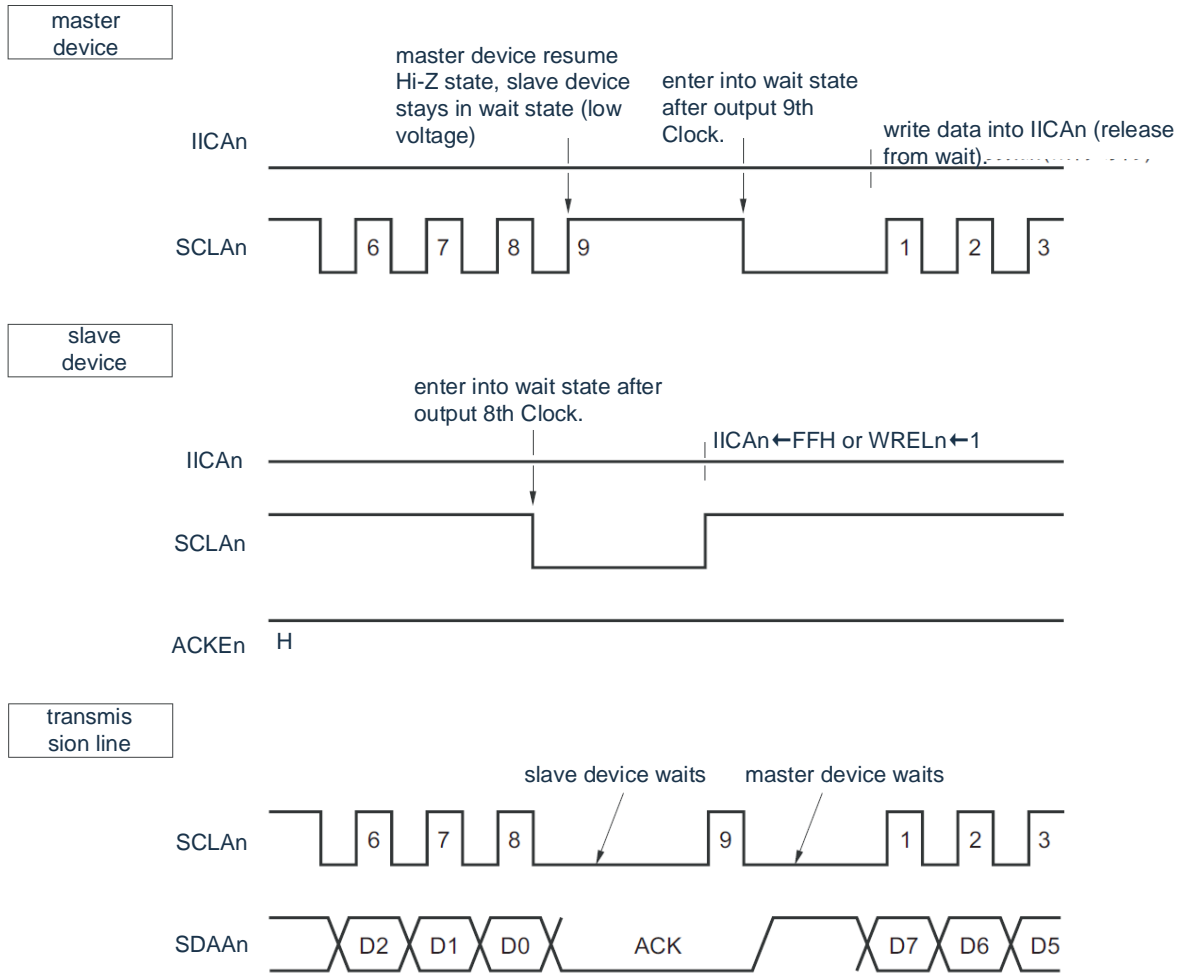 master
device
master device resume
Hi-Z state, slave device
stays in wait state (low
voltage)
enter into wait state
after output 9th
Clock.
write data into IICAn (release
from wait).
IICAn
SCLAn
6 7 8 9 1 2 3
slave
device
enter into wait state after
output 8th Clock.
IICAn←FFH or WRELn←1
IICAn
SCLAn
ACKEn H
transmis
sion line
slave device waits master device waits
SCLAn 6 7 8 9 1 2 3
SDAAn D2 D1 D0 ACK D7 D6 D5